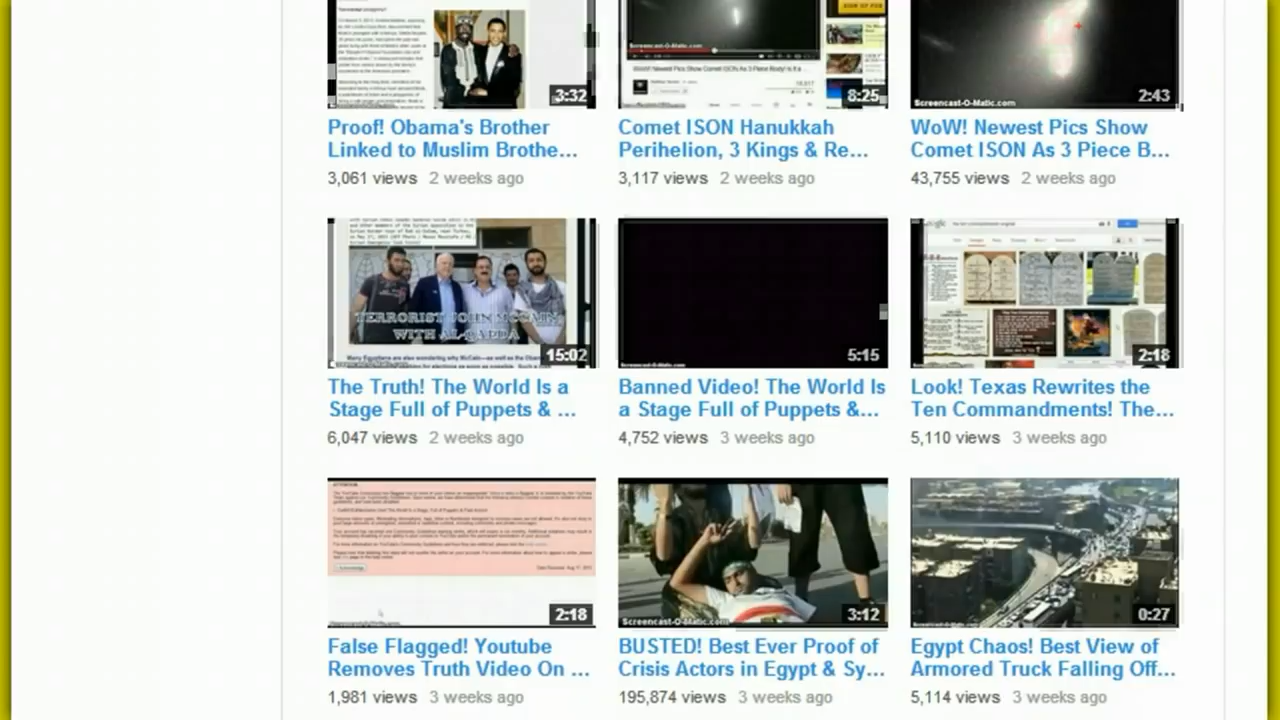 3:32
8:25
Screencast-O-Matic.com
2:43
Proof! Obama's Brother
Linked to Muslim Brothe...
3,061 views 2 weeks ago
Comet ISON Hanukkah
Perihelion, 3 Kings & Re...
3,117 views 2 weeks ago
WoW! Newest Pics Show
Comet ISON As 3 Piece B...
43,755 views 2 weeks ago
TERRORIST JOHN MCCAIN
WITH AL-QADDA
15:02
5:15
2:18
The Truth! The World Is a
Stage Full of Puppets & ...
6,047 views 2 weeks ago
Banned Video! The World Is
a Stage Full of Puppets &...
4,752 views 3 weeks ago
Look! Texas Rewrites the
Ten Commandments! The...
5,110 views 3 weeks ago
2:18
Screencast-O-Matic.com
3:12
0:27
False Flagged! Youtube
Removes Truth Video On ...
1,981 views 3 weeks ago
BUSTED! Best Ever Proof of
Crisis Actors in Egypt & Sy...
195,874 views 3 weeks ago
Egypt Chaos! Best View of
Armored Truck Falling Off...
5,114 views 3 weeks ago